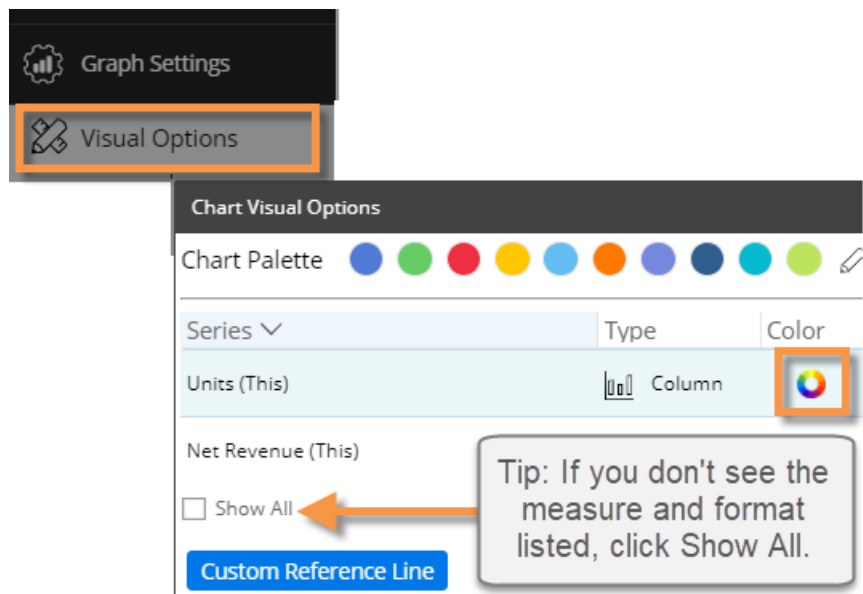 Graph Settings
Visual Options
Chart Visual Options
Chart Palette
Series Type Color
Units (This) Column
Net Revenue (This)
Show All
Tip: If you don't see the
measure and format
listed, click Show All.
Custom Reference Line